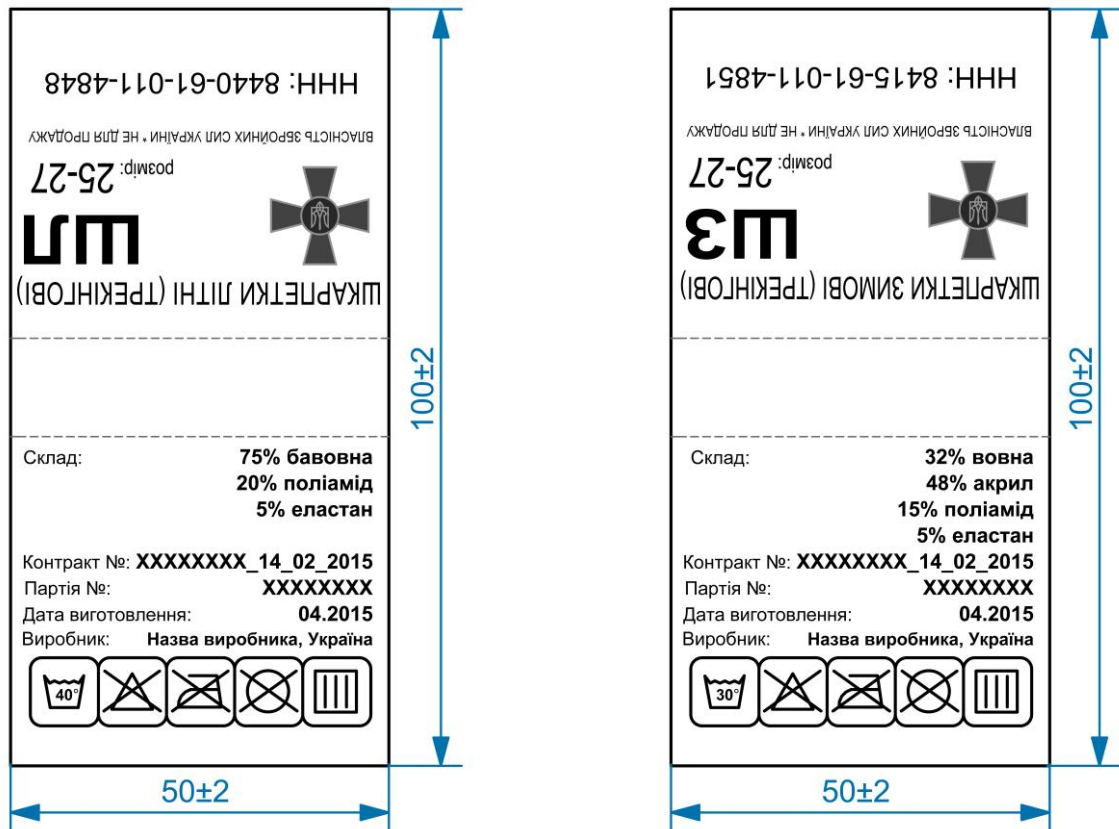 ШКАРПЕТКИ ЛІТНІ (ТРЕКІНГОВІ)
ШЛ
розмір: 25-27
ВЛАСНІСТЬ ЗБРОЙНИХ СИЛ УКРАЇНИ * НЕ ДЛЯ ПРОДАЖУ
ННН: 8440-61-011-4848
Склад: 75% бавовна
20% поліамід
5% еластан
Контракт №: XXXXXXXX_14_02_2015
Партія №: XXXXXXXX
Дата виготовлення: 04.2015
Виробник: Назва виробника, Україна
40°
100±2
50±2
ШКАРПЕТКИ ЗИМОВІ (ТРЕКІНГОВІ)
ШЗ
розмір: 25-27
ВЛАСНІСТЬ ЗБРОЙНИХ СИЛ УКРАЇНИ * НЕ ДЛЯ ПРОДАЖУ
ННН: 8415-61-011-4851
Склад: 32% вовна
48% акрил
15% поліамід
5% еластан
Контракт №: XXXXXXXX_14_02_2015
Партія №: XXXXXXXX
Дата виготовлення: 04.2015
Виробник: Назва виробника, Україна
30°
100±2
50±2